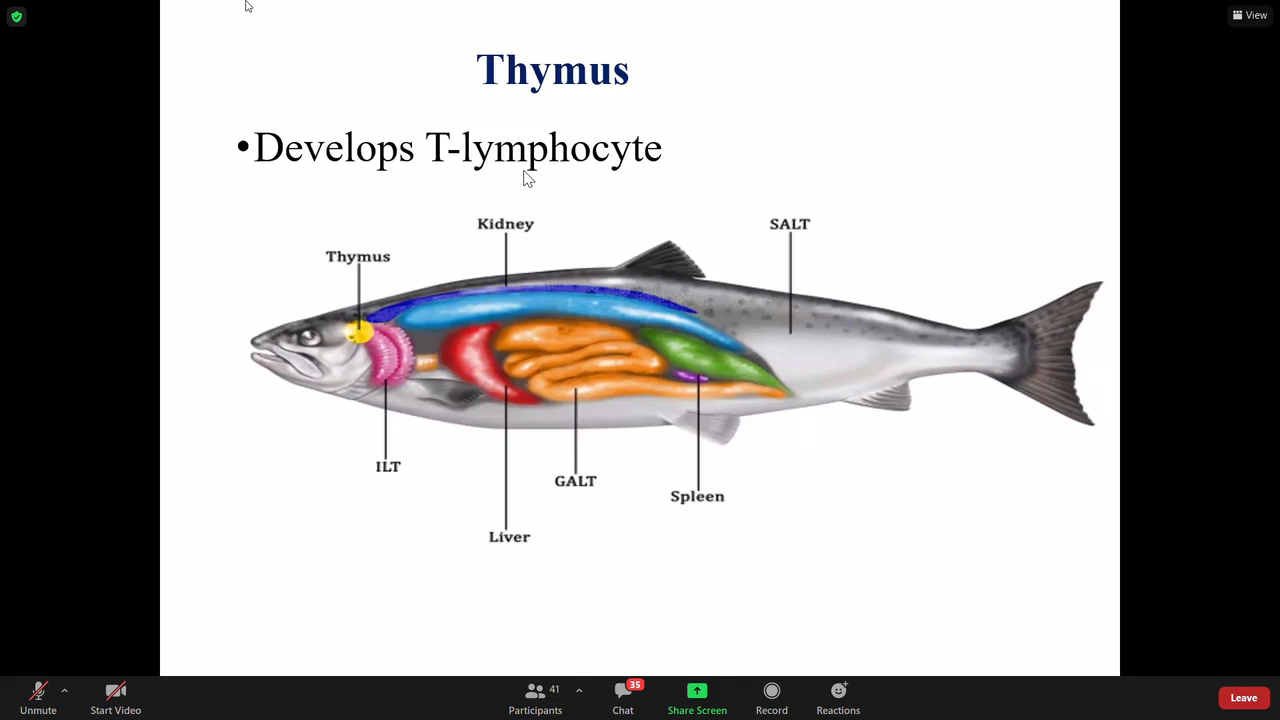 View
Thymus
•Develops T-lymphocyte
Kidney
SALT
Thymus
ILT
GALT
Spleen
Liver
Unmute
Start Video
41
Participants
35
Chat
Share Screen
Record
Reactions
Leave